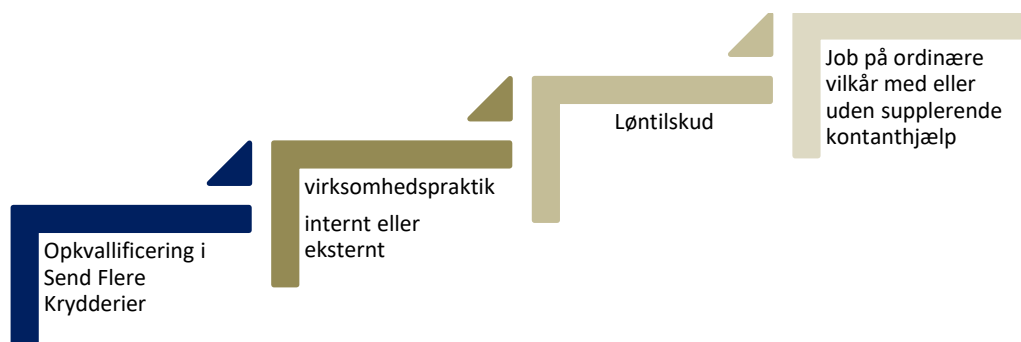 Opkvallificering i
Send Flere
Krydderier
virksomhedspraktik
internt eller
eksternt
Løntilskud
Job på ordinære
vilkår med eller
uden supplerende
kontanthjælp